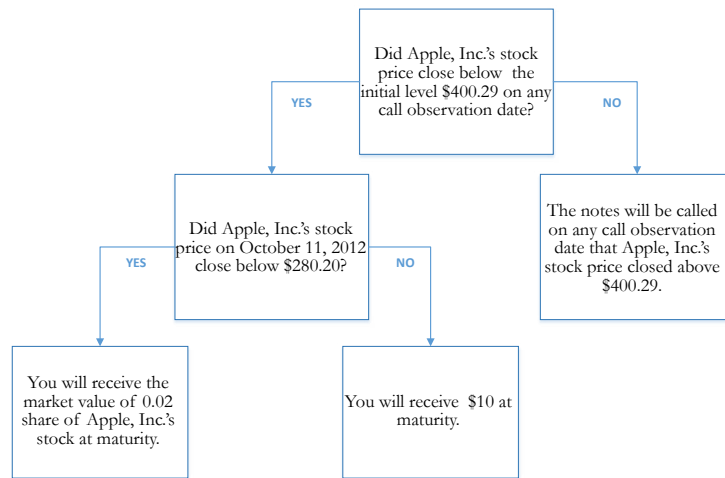 Did Apple, Inc.'s stock
price close below the
initial level $400.29 on any
call observation date?
YES
NO
Did Apple, Inc.'s stock
price on October 11, 2012
close below $280.20?
The notes will be called
on any call observation
date that Apple, Inc.'s
stock price closed above
$400.29.
YES
NO
You will receive the
market value of 0.02
share of Apple, Inc.'s
stock at maturity.
You will receive $10 at
maturity.